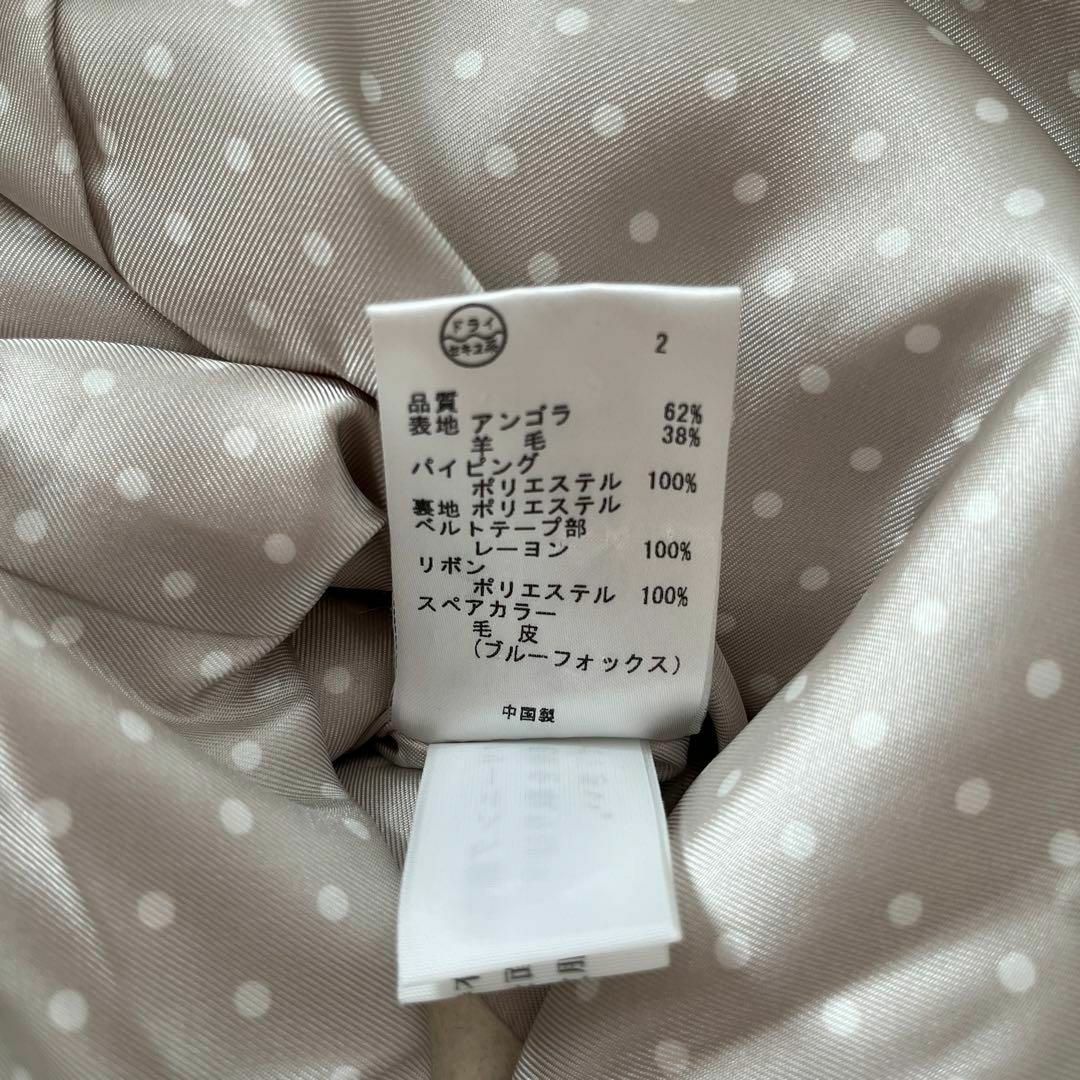 ドライ
セキユ系
2
品質
表地 アンゴラ 62%
羊 毛 38%
パイピング
ポリエステル 100%
裏地 ポリエステル
ベルトテープ部
レーヨン 100%
リボン
ポリエステル 100%
スペアカラー
毛 皮
(ブルーフォックス)
中国製